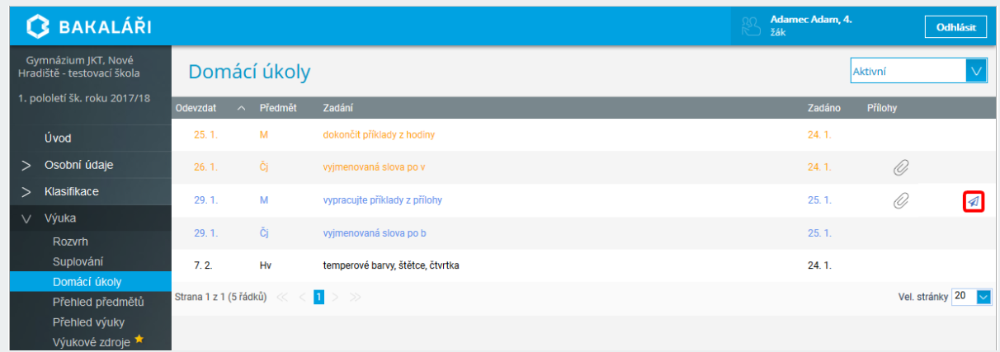 BAKALÁŘI
Adamec Adam, 4.
žák
Odhlásit
Gymnázium JKT, Nové
Hradiště - testovací škola
1. pololetí šk. roku 2017/18
Úvod
Osobní údaje
Klasifikace
Výuka
Rozvrh
Suplování
Domácí úkoly
Přehled předmětů
Přehled výuky
Výukové zdroje
Domácí úkoly
Aktivní
Odevzdat Předmět Zadání Zadáno Přílohy
25. 1. M dokončit příklady z hodiny 24. 1.
26. 1. Čj vyjmenovaná slova po v 24. 1.
29. 1. M vypracujte příklady z přílohy 25. 1.
29. 1. Čj vyjmenovaná slova po b 25. 1.
7. 2. Hv temperové barvy, štětce, čtvrtka 24. 1.
Strana 1 z 1 (5 řádků) 1 Vel. stránky 20